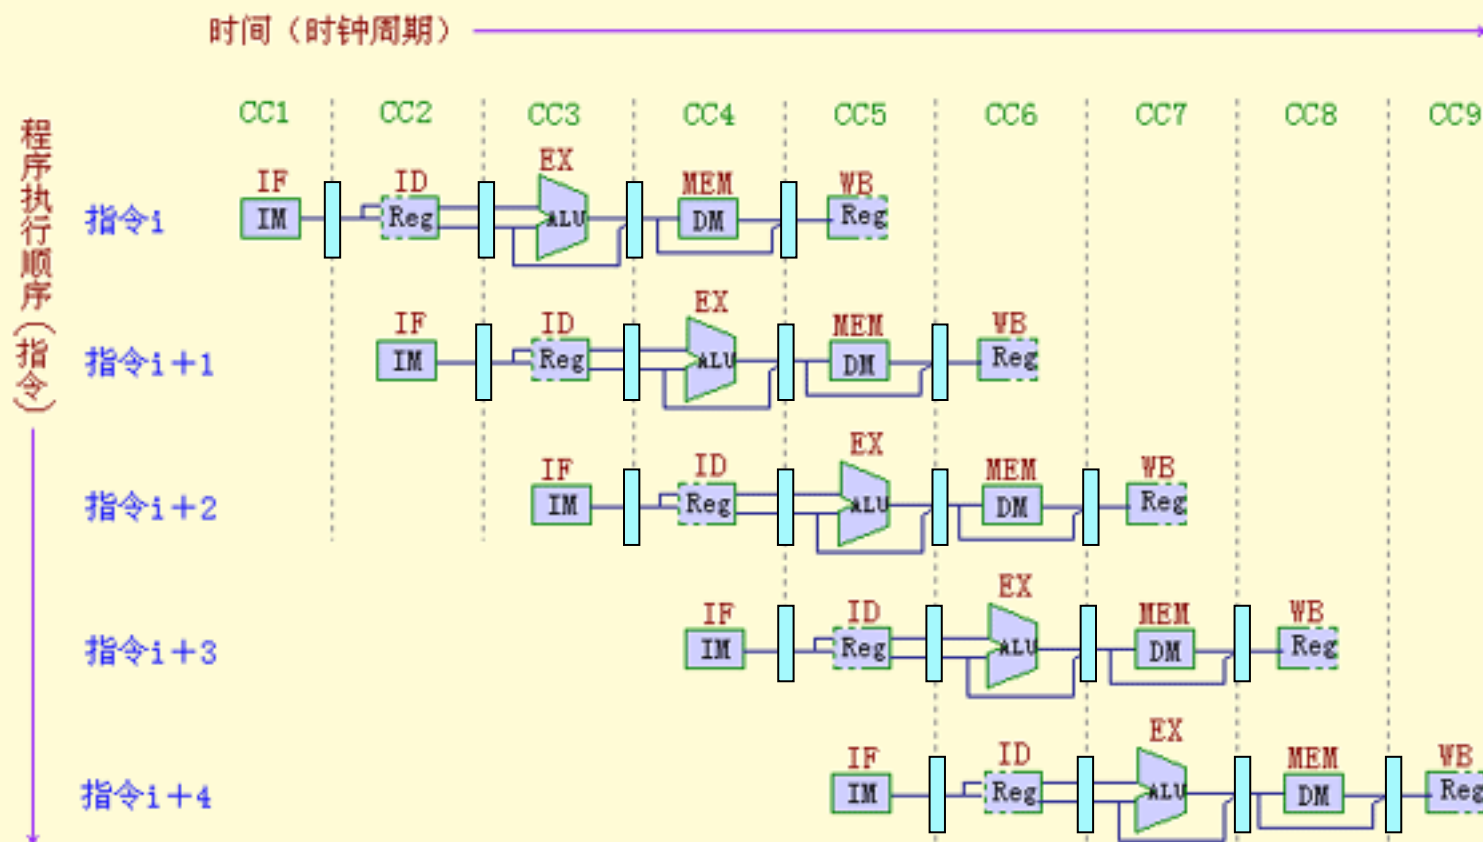 时间（时钟周期）
CC1 CC2 CC3 CC4 CC5 CC6 CC7 CC8 CC9
程序执行顺序（指令）
IF ID EX MEM WB
指令i IM Reg ALU DM Reg
IF ID EX MEM WB
指令i+1 IM Reg ALU DM Reg
IF ID EX MEM WB
指令i+2 IM Reg ALU DM Reg
IF ID EX MEM WB
指令i+3 IM Reg ALU DM Reg
IF ID EX MEM WB
指令i+4 IM Reg ALU DM Reg